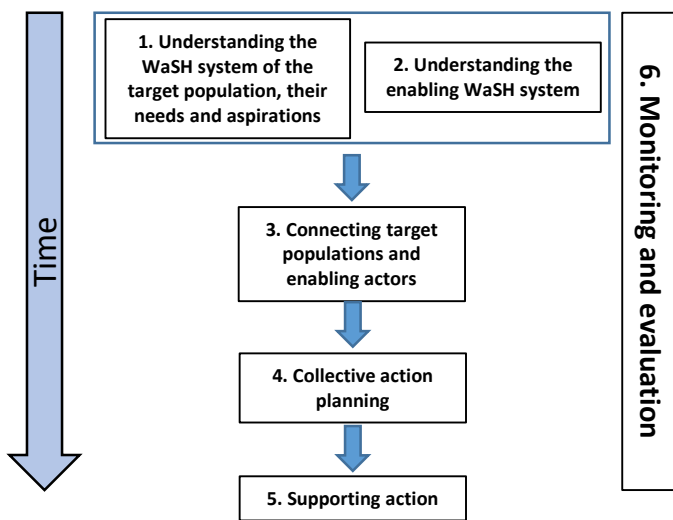 1. Understanding the
WaSH system of the
target population, their
needs and aspirations
2. Understanding the
enabling WaSH system
3. Connecting target
populations and
enabling actors
4. Collective action
planning
5. Supporting action
Time
6. Monitoring and evaluation